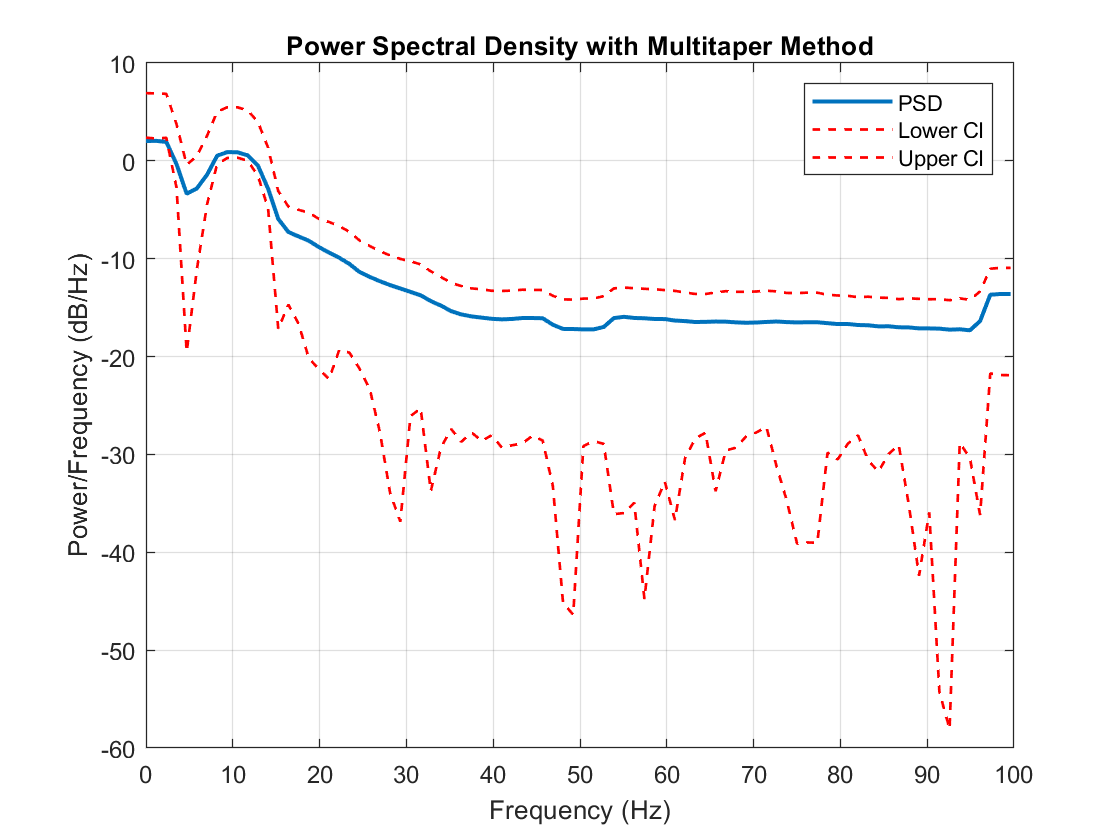 Power Spectral Density with Multitaper Method
10
0
-10
-20
-30
-40
-50
-60
Power/Frequency (dB/Hz)
PSD
Lower CI
Upper CI
0 10 20 30 40 50 60 70 80 90 100
Frequency (Hz)